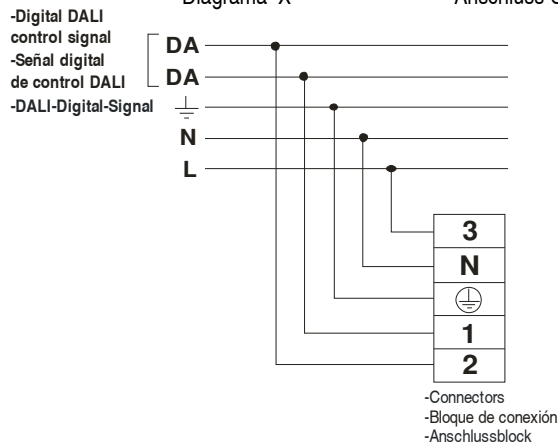 Diagrama "X"
Anschluss-S
-Digital DALI
control signal
-Señal digital
de control DALI
-DALI-Digital-Signal
DA
DA
N
L
3
N
1
2
-Connectors
-Bloque de conexión
-Anschlussblock